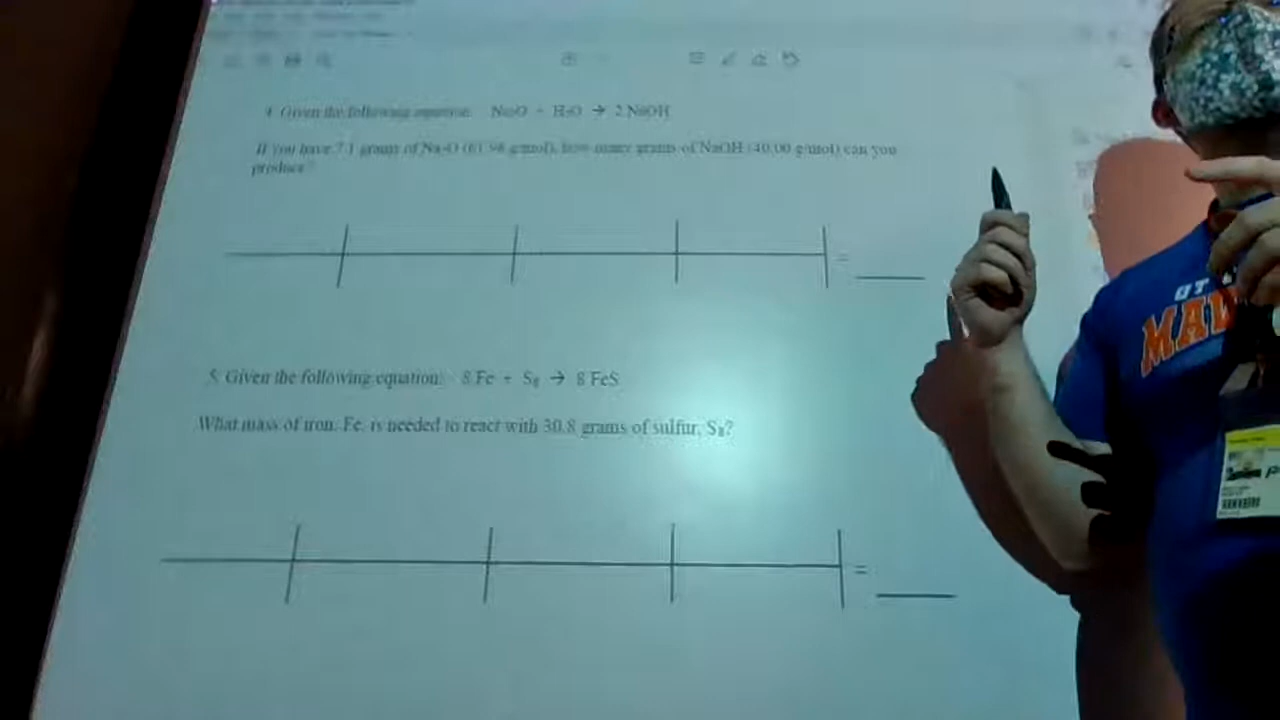 4. Given the following equation: Na₂O + H₂O → 2 NaOH
If you have 7.1 grams of Na₂O (61.98 g/mol), how many grams of NaOH (40.00 g/mol) can you
produce?
=
5. Given the following equation: 8 Fe + S₈ → 8 FeS
What mass of iron, Fe, is needed to react with 30.8 grams of sulfur, S₈?
=